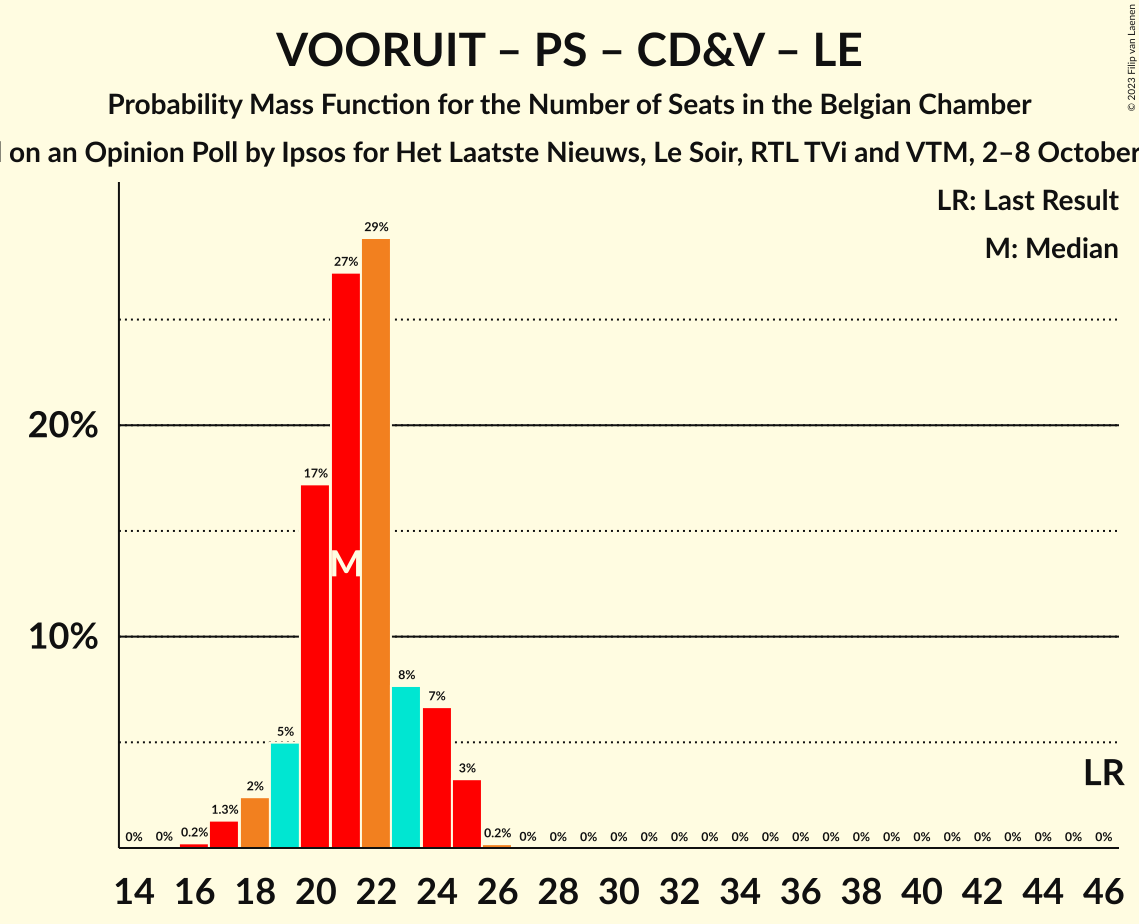 VOORUIT – PS – CD&V – LE
Probability Mass Function for the Number of Seats in the Belgian Chamber
on an Opinion Poll by Ipsos for Het Laatste Nieuws, Le Soir, RTL TVi and VTM, 2–8 October
© 2023 Filip van Laenen
LR: Last Result
M: Median
29%
27%
20%
17%
M
10%
8%
7%
5%
LR
3%
2%
1.3%
0% 0% 0.2% 0.2% 0% 0% 0% 0% 0% 0% 0% 0% 0% 0% 0% 0% 0% 0% 0% 0% 0% 0% 0% 0%
14 16 18 20 22 24 26 28 30 32 34 36 38 40 42 44 46